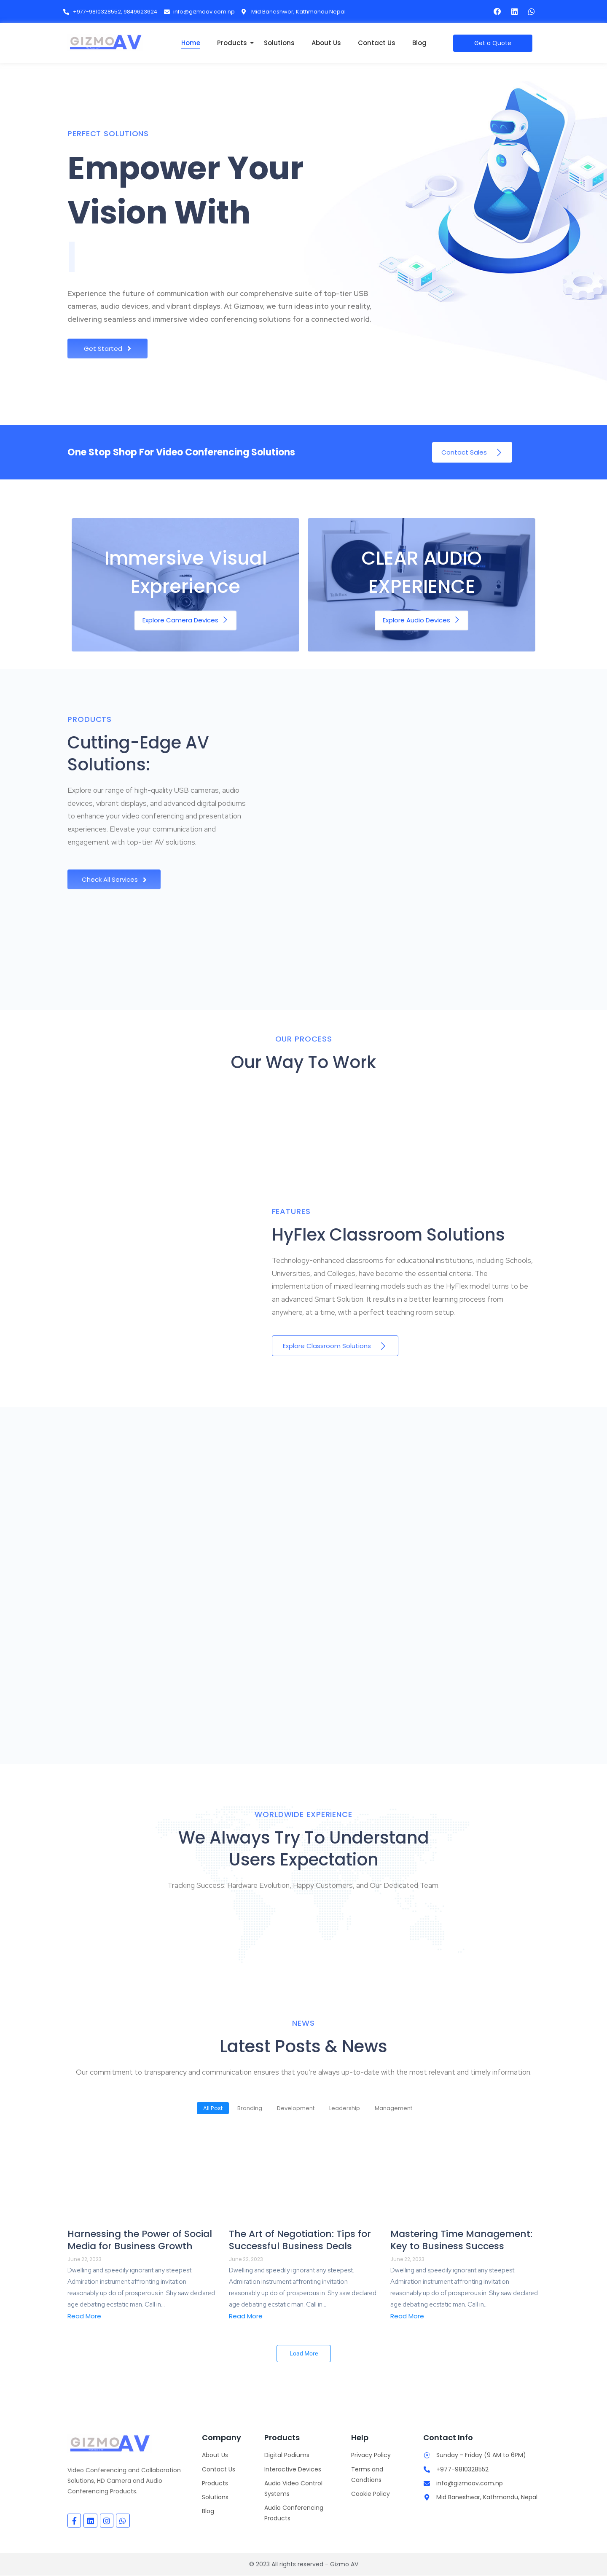 +977-9810328552, 9849623624
info@gizmoav.com.np
Mid Baneshwor, Kathmandu Nepal
GIZMO AV
Home
Products
Solutions
About Us
Contact Us
Blog
Get a Quote
PERFECT SOLUTIONS
Empower Your
Vision With
Experience the future of communication with our comprehensive suite of top-tier USB
cameras, audio devices, and vibrant displays. At Gizmoav, we turn ideas into your reality,
delivering seamless and immersive video conferencing solutions for a connected world.
Get Started
One Stop Shop For Video Conferencing Solutions
Contact Sales
Immersive Visual
Exprerience
Explore Camera Devices
CLEAR AUDIO
EXPERIENCE
Explore Audio Devices
PRODUCTS
Cutting-Edge AV
Solutions:
Explore our range of high-quality USB cameras, audio
devices, vibrant displays, and advanced digital podiums
to enhance your video conferencing and presentation
experiences. Elevate your communication and
engagement with top-tier AV solutions.
Check All Services
OUR PROCESS
Our Way To Work
FEATURES
HyFlex Classroom Solutions
Technology-enhanced classrooms for educational institutions, including Schools,
Universities, and Colleges, have become the essential criteria. The
implementation of mixed learning models such as the HyFlex model turns to be
an advanced Smart Solution. It results in a better learning process from
anywhere, at a time, with a perfect teaching room setup.
Explore Classroom Solutions
WORLDWIDE EXPERIENCE
We Always Try To Understand
Users Expectation
Tracking Success: Hardware Evolution, Happy Customers, and Our Dedicated Team.
NEWS
Latest Posts & News
Our commitment to transparency and communication ensures that you're always up-to-date with the most relevant and timely information.
All Post
Branding
Development
Leadership
Management
Harnessing the Power of Social
Media for Business Growth
June 22, 2023
Dwelling and speedily ignorant any steepest.
Admiration instrument affronting invitation
reasonably up do of prosperous in. Shy saw declared
age debating ecstatic man. Call in...
Read More
The Art of Negotiation: Tips for
Successful Business Deals
June 22, 2023
Dwelling and speedily ignorant any steepest.
Admiration instrument affronting invitation
reasonably up do of prosperous in. Shy saw declared
age debating ecstatic man. Call in...
Read More
Mastering Time Management:
Key to Business Success
June 22, 2023
Dwelling and speedily ignorant any steepest.
Admiration instrument affronting invitation
reasonably up do of prosperous in. Shy saw declared
age debating ecstatic man. Call in...
Read More
Load More
GIZMO AV
Video Conferencing and Collaboration
Solutions, HD Camera and Audio
Conferencing Products.
Company
About Us
Contact Us
Products
Solutions
Blog
Products
Digital Podiums
Interactive Devices
Audio Video Control
Systems
Audio Conferencing
Products
Help
Privacy Policy
Terms and
Condtions
Cookie Policy
Contact Info
Sunday - Friday (9 AM to 6PM)
+977-9810328552
info@gizmoav.com.np
Mid Baneshwar, Kathmandu, Nepal
© 2023 All rights reserved - Gizmo AV